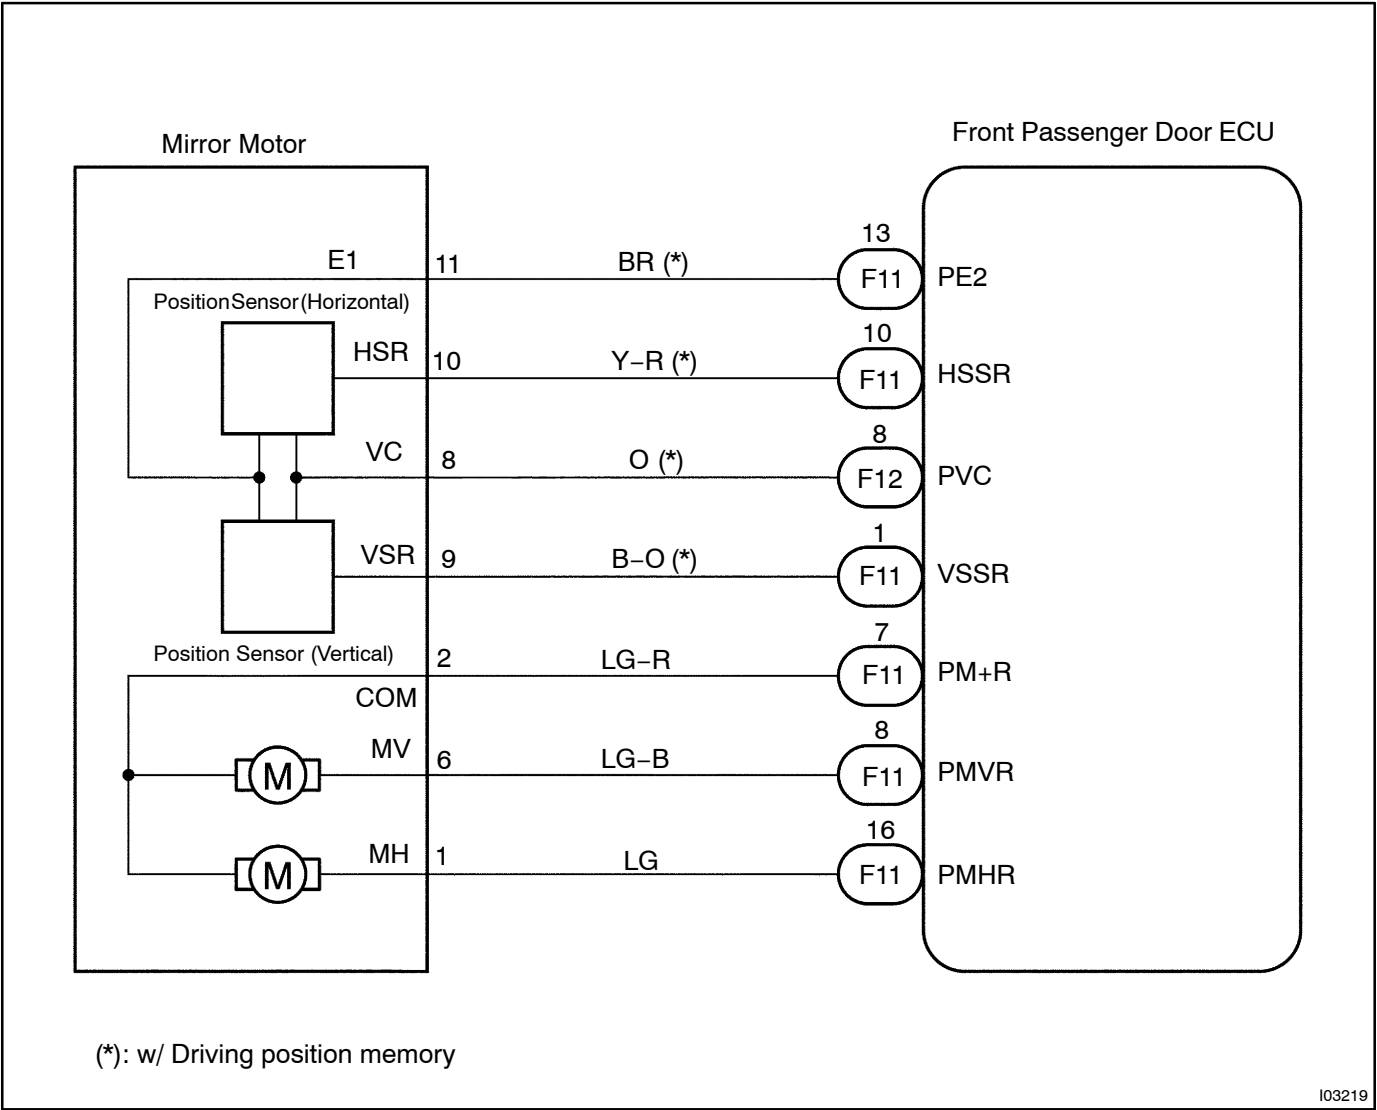 Mirror Motor
Front Passenger Door ECU
E1
11
BR (*)
13
F11
PE2
Position Sensor (Horizontal)
HSR
10
Y-R (*)
10
F11
HSSR
VC
8
O (*)
8
F12
PVC
VSR
9
B-O (*)
1
F11
VSSR
Position Sensor (Vertical)
2
LG-R
7
F11
PM+R
COM
M
MV
6
LG-B
8
F11
PMVR
M
MH
1
LG
16
F11
PMHR
(*): w/ Driving position memory
I03219